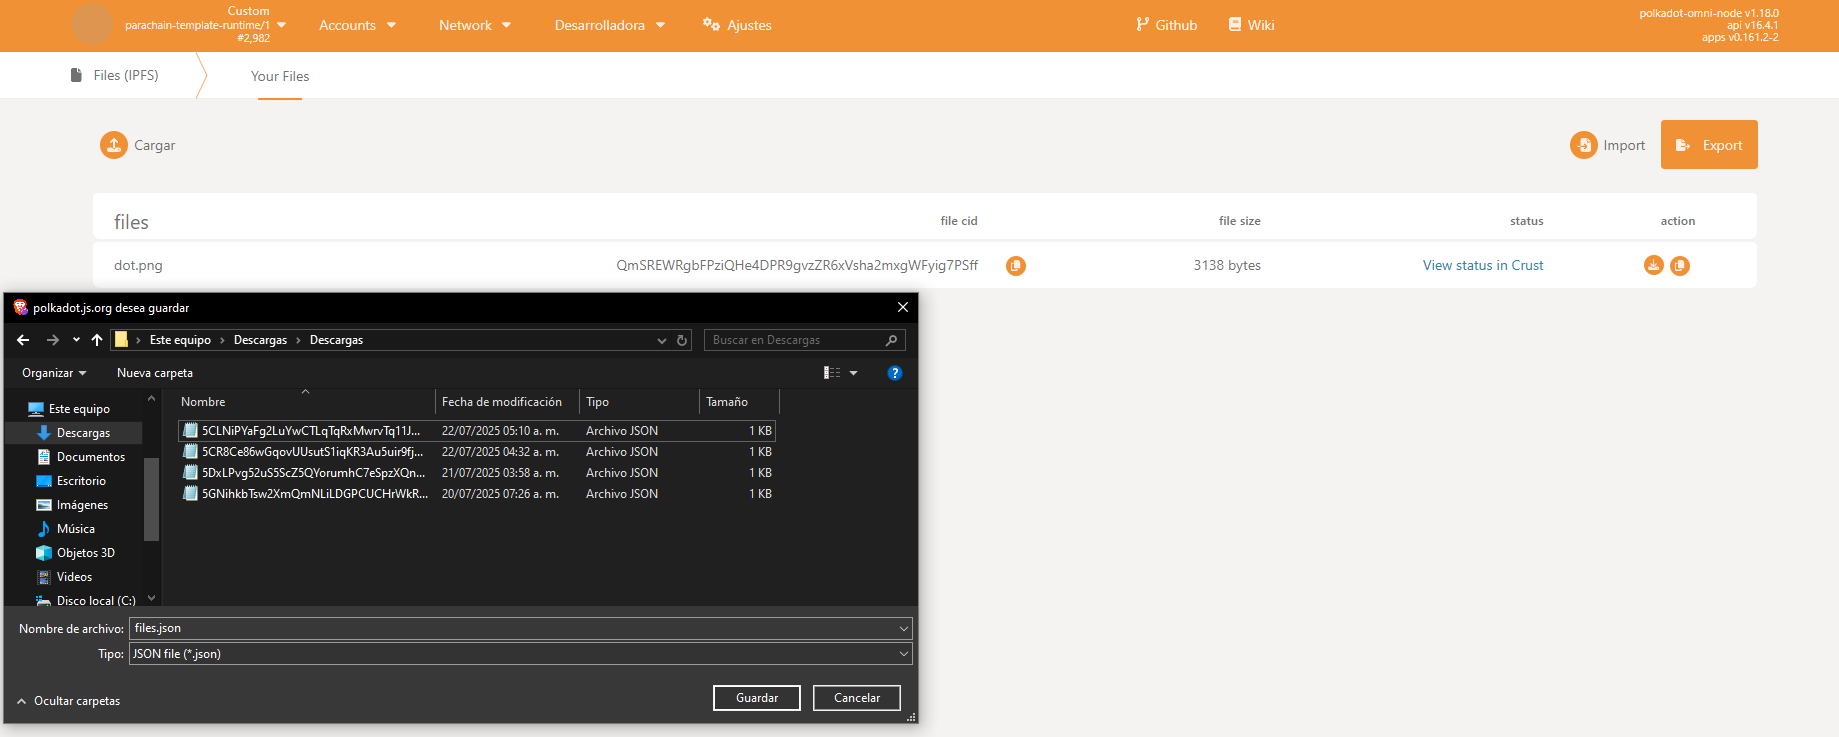 Custom
parachain-template-runtime/1
#2,982
Accounts
Network
Desarrolladora
Ajustes
Github
Wiki
polkadot-omni-node v1.18.0
api v16.4.1
apps v0.161.2-2
Files (IPFS)
Your Files
Cargar
Import
Export
files
file cid
file size
status
action
dot.png
QmSREWRgbFPziQHe4DPR9gvzZR6xVsha2mxgWFyig7PSff
3138 bytes
View status in Crust
polkadot.js.org desea guardar
Este equipo > Descargas > Descargas
Buscar en Descargas
Organizar
Nueva carpeta
Este equipo
Descargas
Documentos
Escritorio
Imágenes
Música
Objetos 3D
Videos
Disco local (C:)
Nombre
Fecha de modificación
Tipo
Tamaño
5CLNiPYaFg2LuYwCTLqTqRxMwrvTq11J... 22/07/2025 05:10 a. m. Archivo JSON 1 KB
5CR8Ce86wGqovUUsutS1iqKR3Au5uir9fj... 22/07/2025 04:32 a. m. Archivo JSON 1 KB
5DxLPvg52uS5ScZ5QYorumhC7eSpzXQn... 21/07/2025 03:58 a. m. Archivo JSON 1 KB
5GNihkbTsw2XmQmNLiLDGPCUCHrWkR... 20/07/2025 07:26 a. m. Archivo JSON 1 KB
Nombre de archivo: files.json
Tipo: JSON file (*.json)
Ocultar carpetas
Guardar
Cancelar